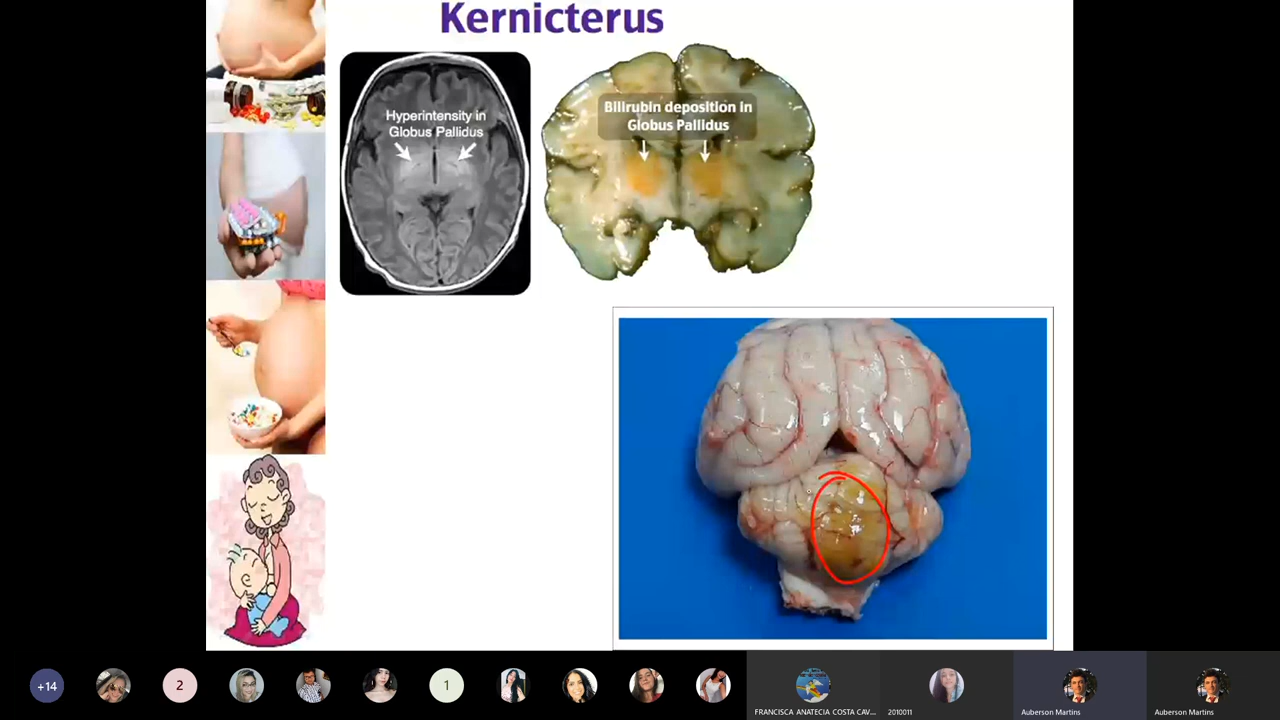 Kernicterus
Hyperintensity in
Globus Pallidus
Bilirubin deposition in
Globus Pallidus
+14
2
1
FRANCISCA ANATECIA COSTA CAV...
2010011
Auberson Martins
Auberson Martins